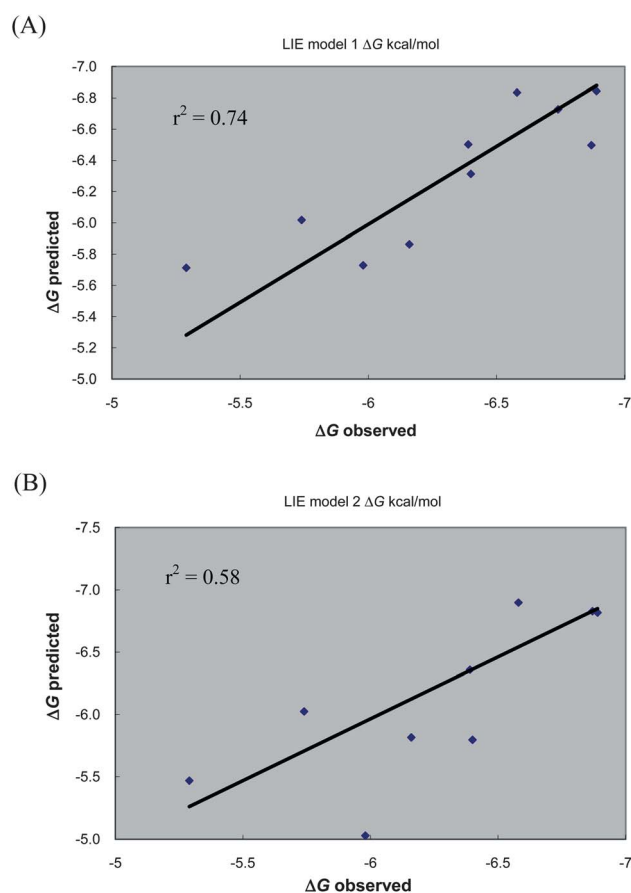 (A)
LIE model 1 ΔG kcal/mol
-7.0
-6.8
-6.6
-6.4
-6.2
-6.0
-5.8
-5.6
-5.4
-5.2
-5.0
r² = 0.74
ΔG predicted
-5
-5.5
-6
-6.5
-7
ΔG observed
(B)
LIE model 2 ΔG kcal/mol
-7.5
-7.0
-6.5
-6.0
-5.5
-5.0
r² = 0.58
ΔG predicted
-5
-5.5
-6
-6.5
-7
ΔG observed